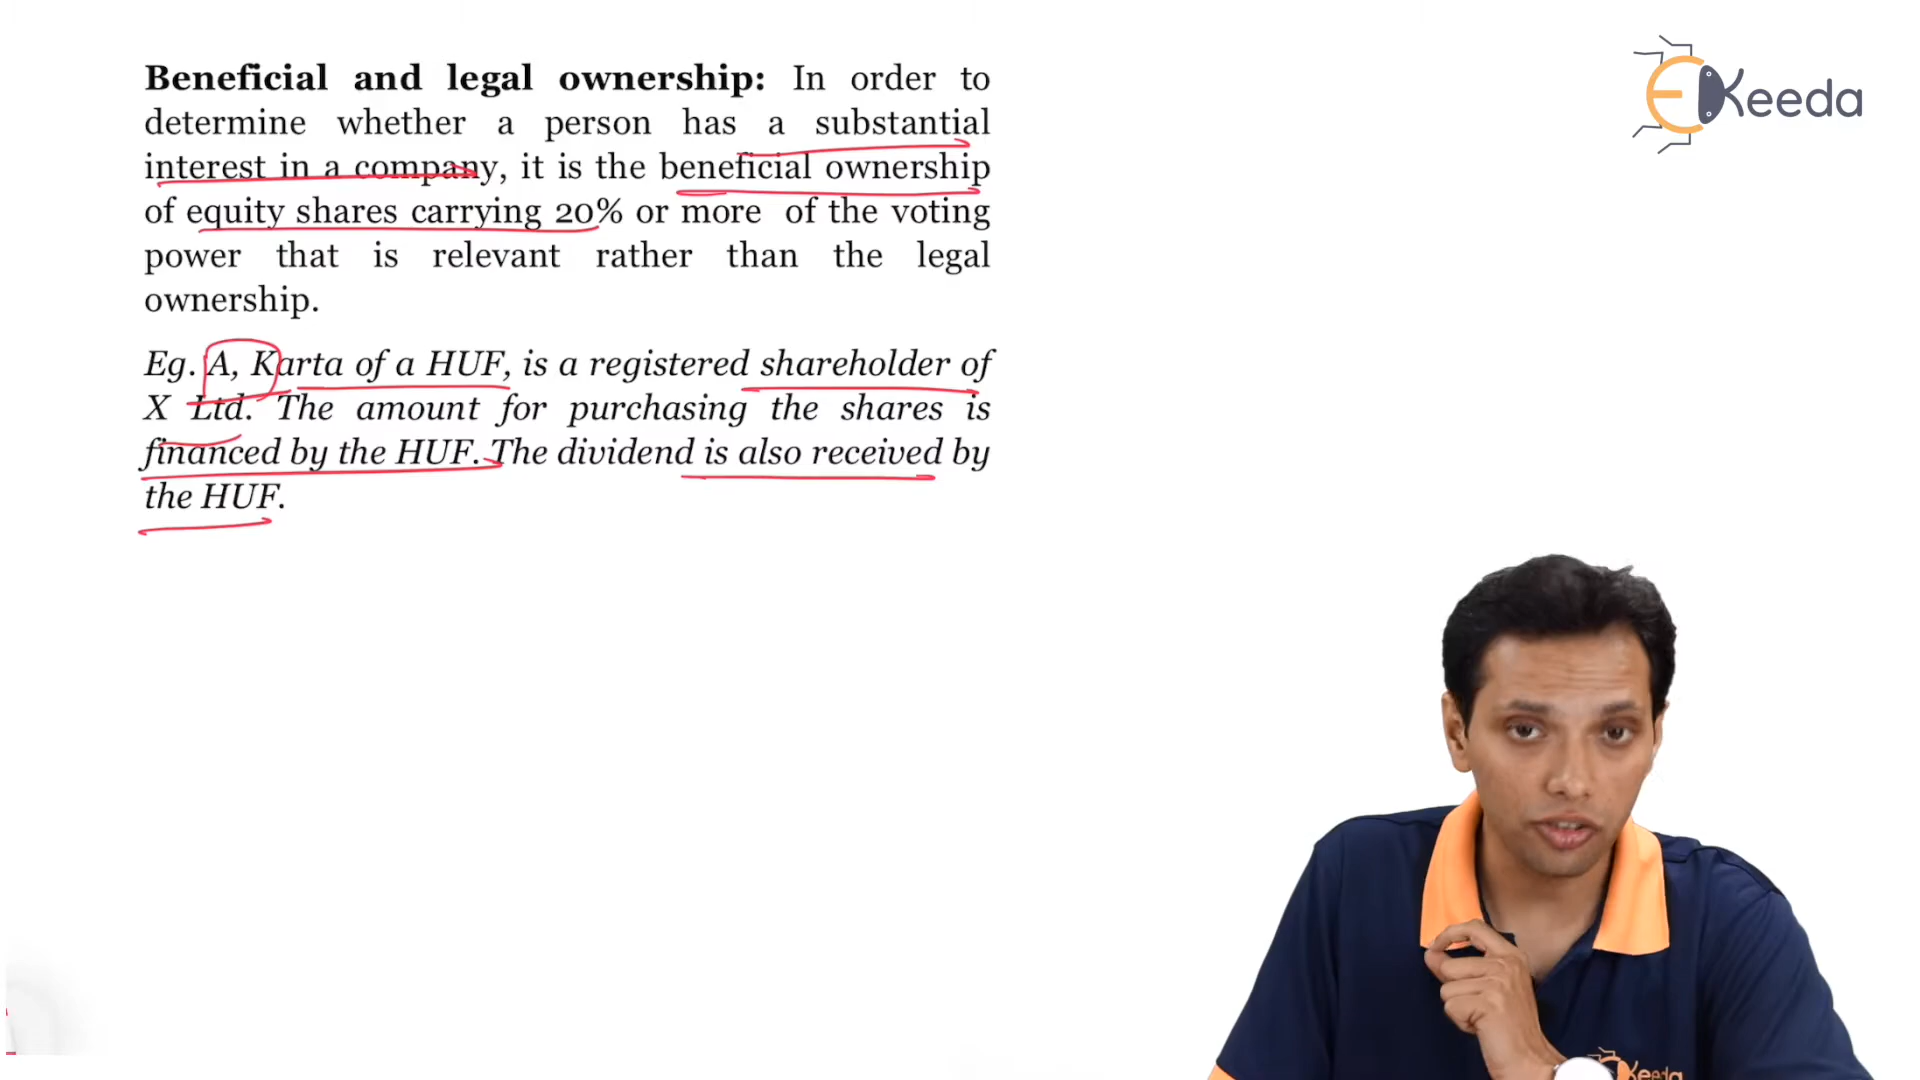 Beneficial and legal ownership: In order to
determine whether a person has a substantial
interest in a company, it is the beneficial ownership
of equity shares carrying 20% or more of the voting
power that is relevant rather than the legal
ownership.
Eg. A, Karta of a HUF, is a registered shareholder of
X Ltd. The amount for purchasing the shares is
financed by the HUF. The dividend is also received by
the HUF.
EKeeda
EKeeda